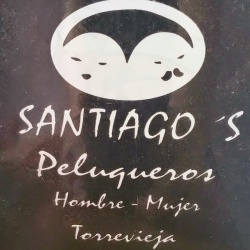 SANTIAGO ´S
Peluqueros
Hombre - Mujer
Torrevieja